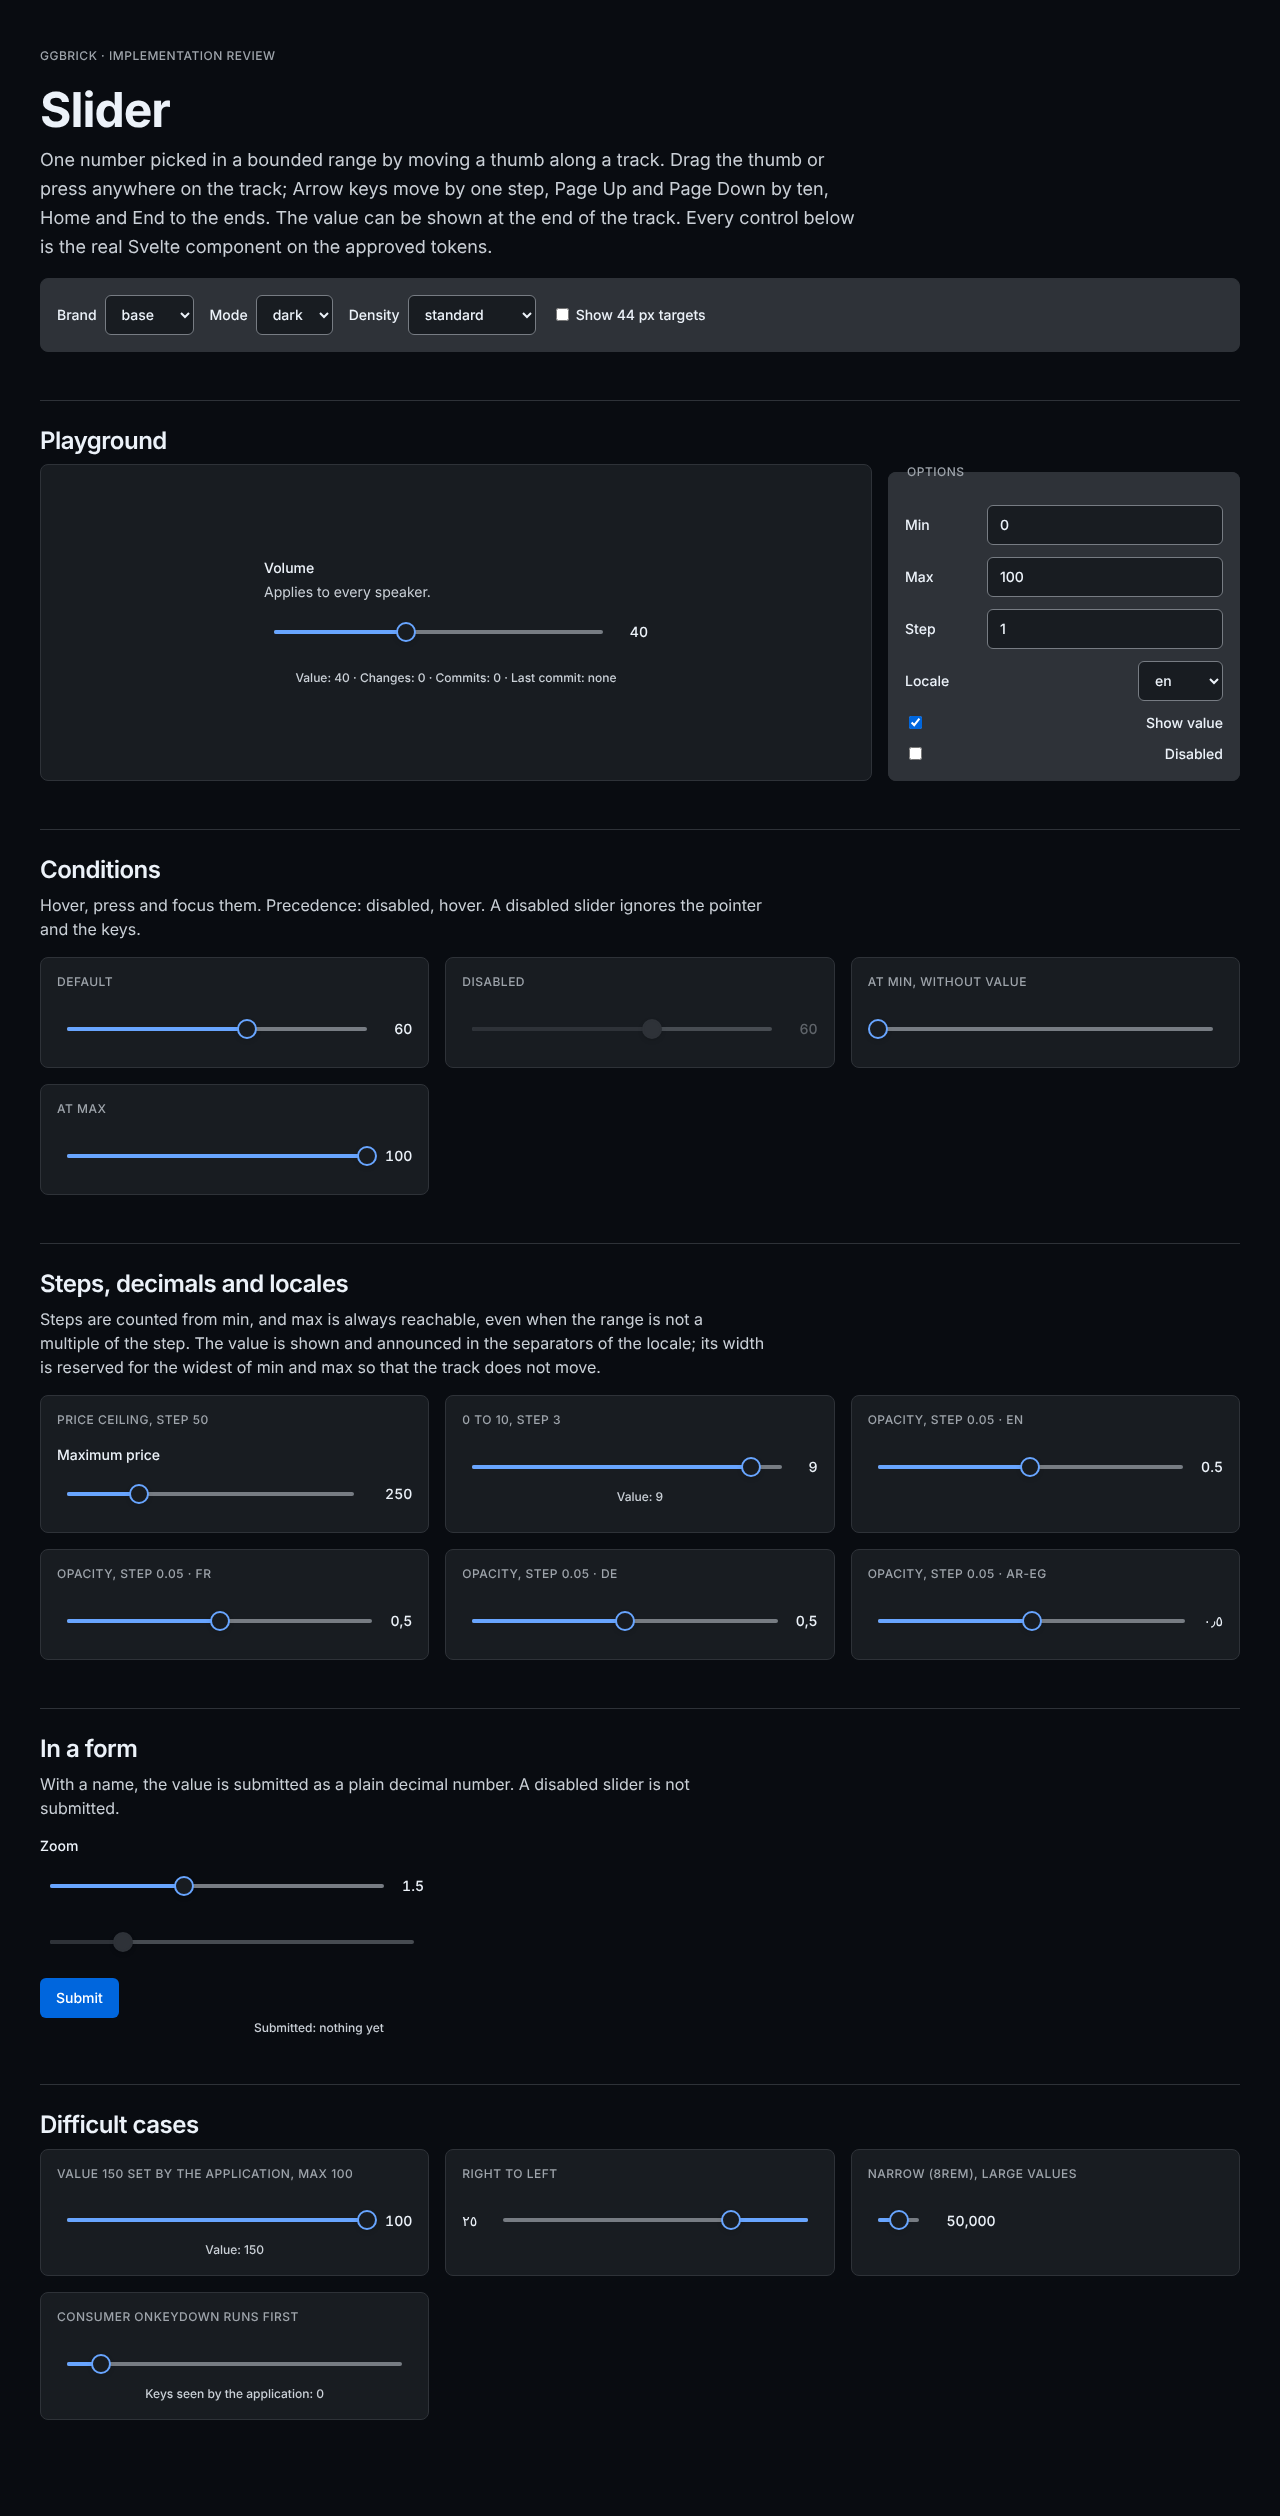 GGBRICK · IMPLEMENTATION REVIEW
Slider
One number picked in a bounded range by moving a thumb along a track. Drag the thumb or
press anywhere on the track; Arrow keys move by one step, Page Up and Page Down by ten,
Home and End to the ends. The value can be shown at the end of the track. Every control below
is the real Svelte component on the approved tokens.
Brand base Mode dark Density standard Show 44 px targets
Playground
Volume
Applies to every speaker.
40
Value: 40 · Changes: 0 · Commits: 0 · Last commit: none
OPTIONS
Min 0
Max 100
Step 1
Locale en
Show value
Disabled
Conditions
Hover, press and focus them. Precedence: disabled, hover. A disabled slider ignores the pointer
and the keys.
DEFAULT
60
DISABLED
60
AT MIN, WITHOUT VALUE
AT MAX
100
Steps, decimals and locales
Steps are counted from min, and max is always reachable, even when the range is not a
multiple of the step. The value is shown and announced in the separators of the locale; its width
is reserved for the widest of min and max so that the track does not move.
PRICE CEILING, STEP 50
Maximum price
250
0 TO 10, STEP 3
9
Value: 9
OPACITY, STEP 0.05 · EN
0.5
OPACITY, STEP 0.05 · FR
0,5
OPACITY, STEP 0.05 · DE
0,5
OPACITY, STEP 0.05 · AR-EG
٠٫٥
In a form
With a name, the value is submitted as a plain decimal number. A disabled slider is not
submitted.
Zoom
1.5
Submit
Submitted: nothing yet
Difficult cases
VALUE 150 SET BY THE APPLICATION, MAX 100
100
Value: 150
RIGHT TO LEFT
٢٥
NARROW (8REM), LARGE VALUES
50,000
CONSUMER ONKEYDOWN RUNS FIRST
Keys seen by the application: 0